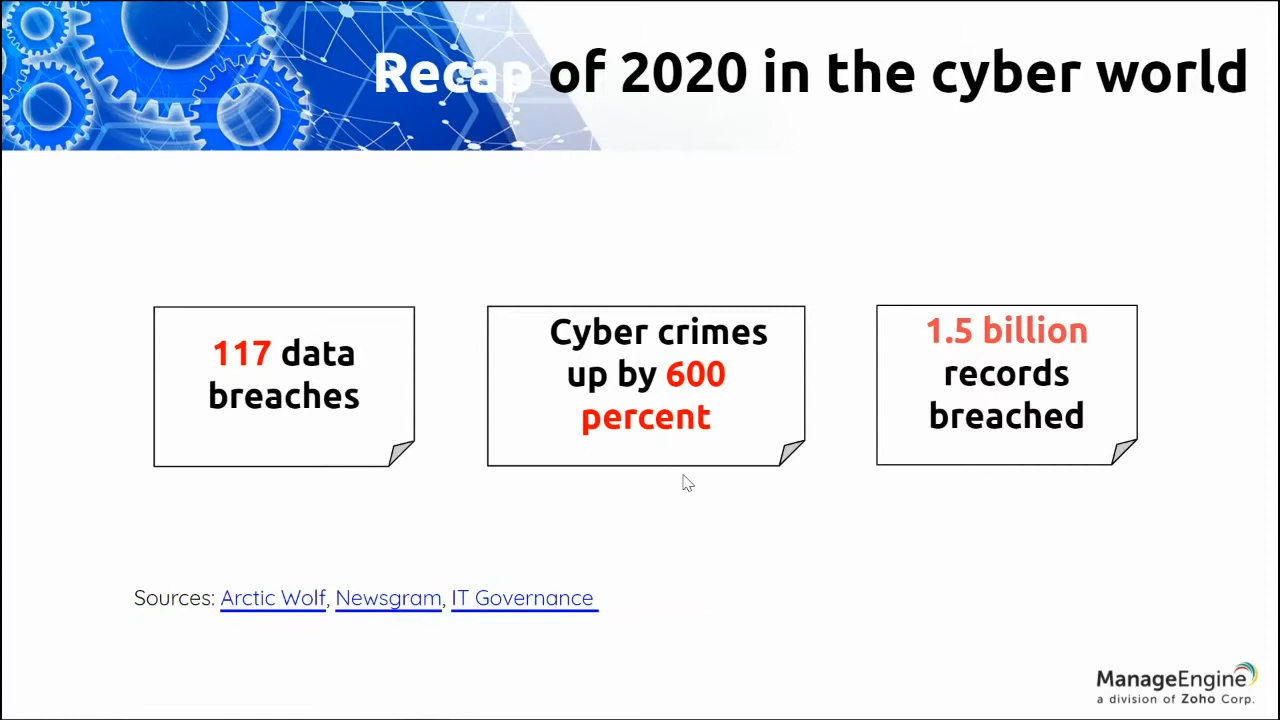 Recap of 2020 in the cyber world
117 data
breaches
Cyber crimes
up by 600
percent
1.5 billion
records
breached
Sources: Arctic Wolf, Newsgram, IT Governance
ManageEngine
a division of Zoho Corp.